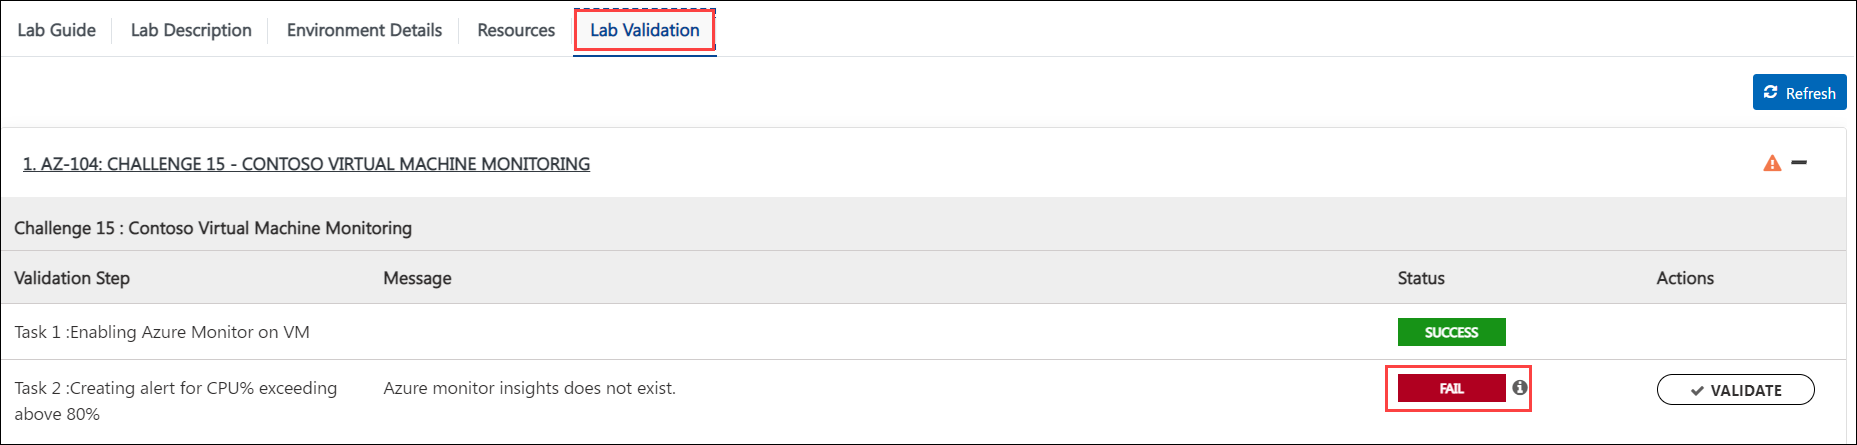 Lab Guide Lab Description Environment Details Resources Lab Validation
Refresh
1. AZ-104: CHALLENGE 15 - CONTOSO VIRTUAL MACHINE MONITORING
Challenge 15 : Contoso Virtual Machine Monitoring
Validation Step Message Status Actions
Task 1 :Enabling Azure Monitor on VM SUCCESS
Task 2 :Creating alert for CPU% exceeding Azure monitor insights does not exist. FAIL VALIDATE
above 80%